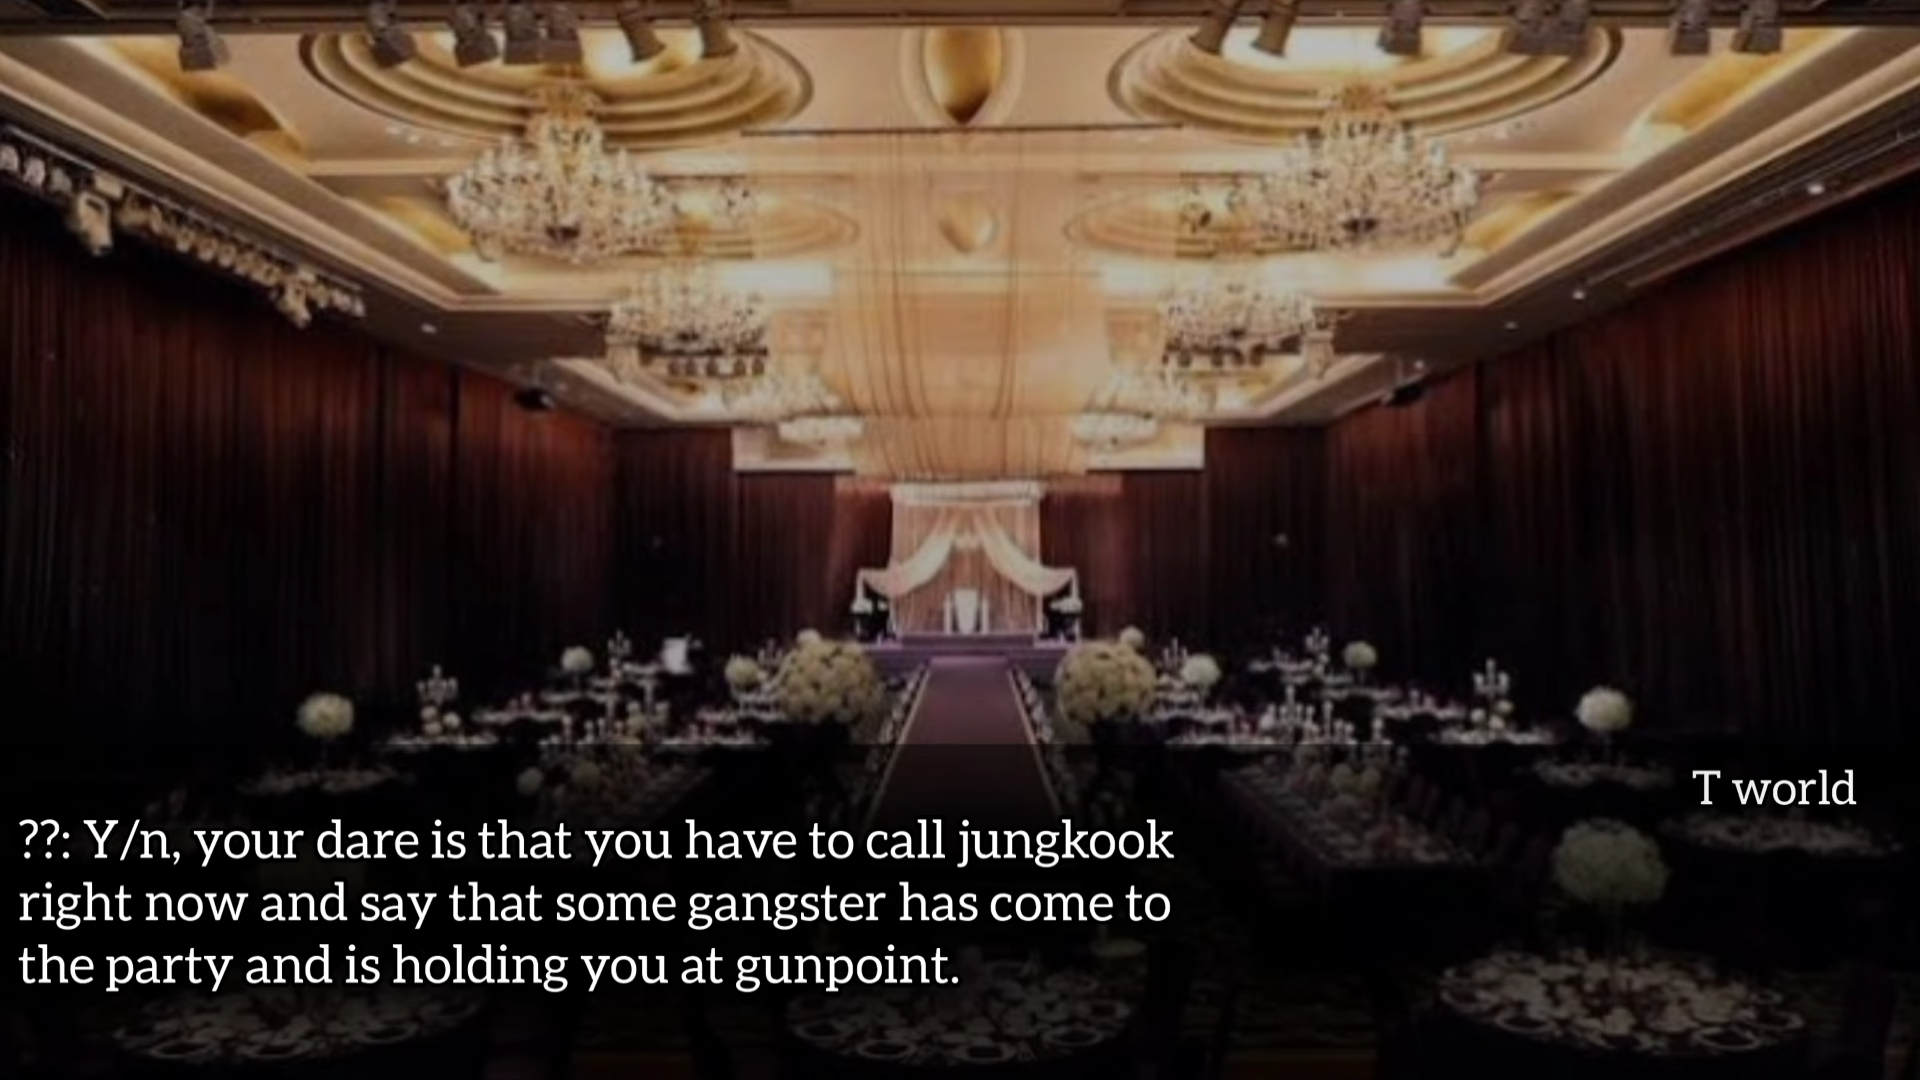 T world
??: Y/n, your dare is that you have to call jungkook
right now and say that some gangster has come to
the party and is holding you at gunpoint.